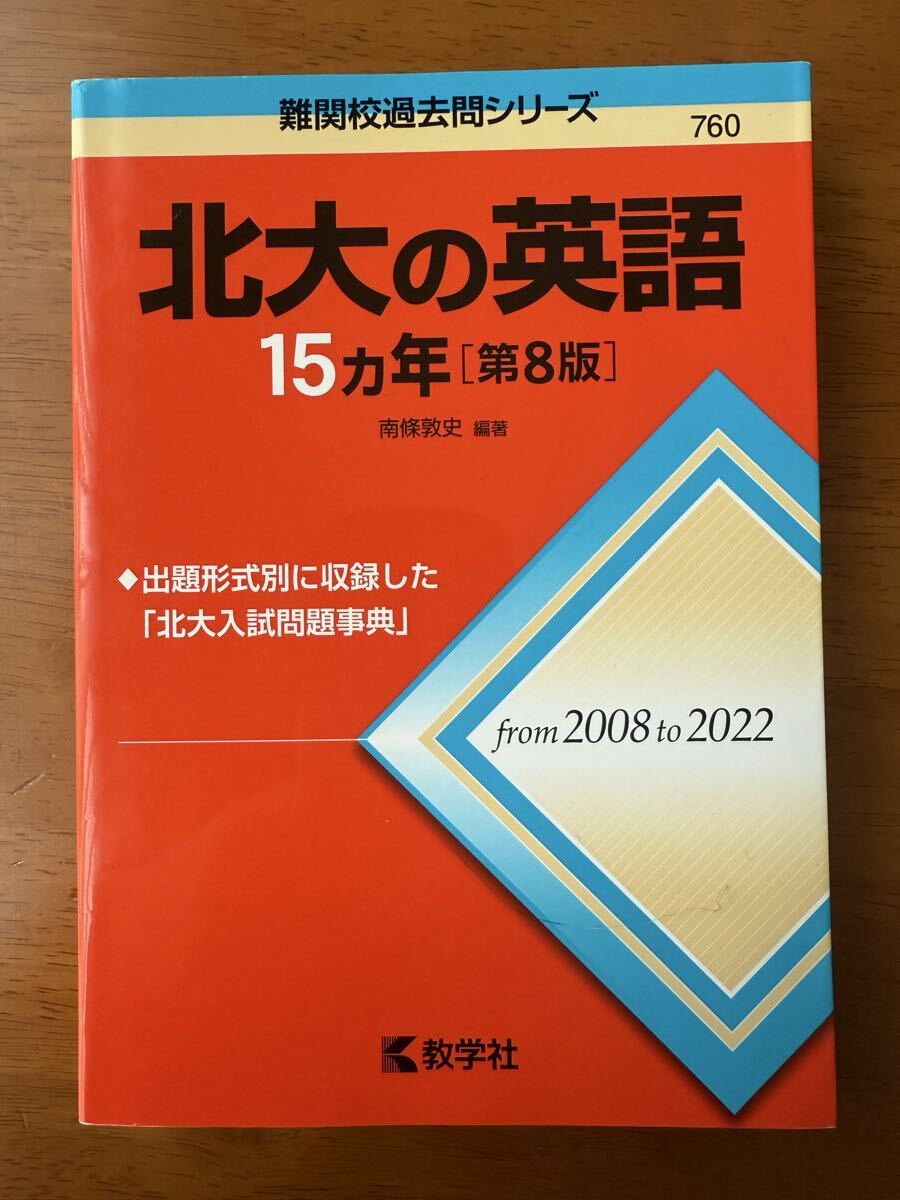 難関校過去問シリーズ
760
北大の英語
15ヵ年[第8版]
南條敦史 編著
◆出題形式別に収録した
「北大入試問題事典」
from 2008 to 2022
教学社